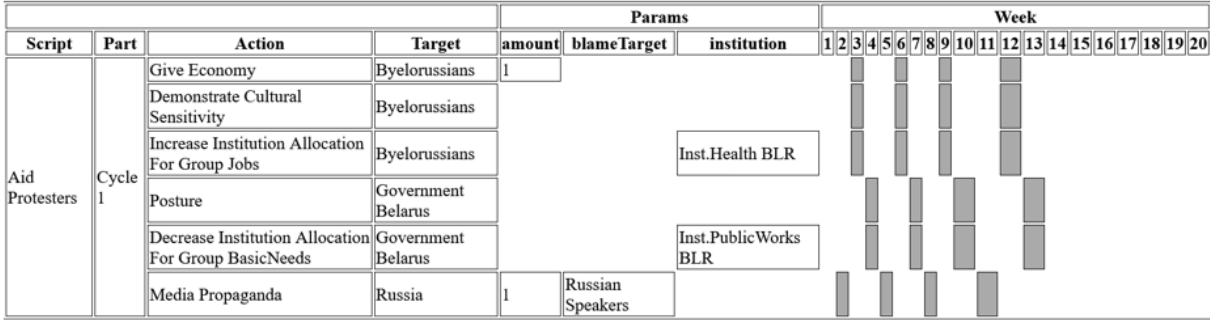 Params Week
Script Part Action Target amount blameTarget institution 1 2 3 4 5 6 7 8 9 10 11 12 13 14 15 16 17 18 19 20
Aid
Protesters
Cycle
1
Give Economy Byelorussians 1
Demonstrate Cultural
Sensitivity
Byelorussians
Increase Institution Allocation
For Group Jobs
Byelorussians Inst.Health BLR
Posture
Government
Belarus
Decrease Institution Allocation
For Group BasicNeeds
Government
Belarus
Inst.PublicWorks
BLR
Media Propaganda Russia 1
Russian
Speakers